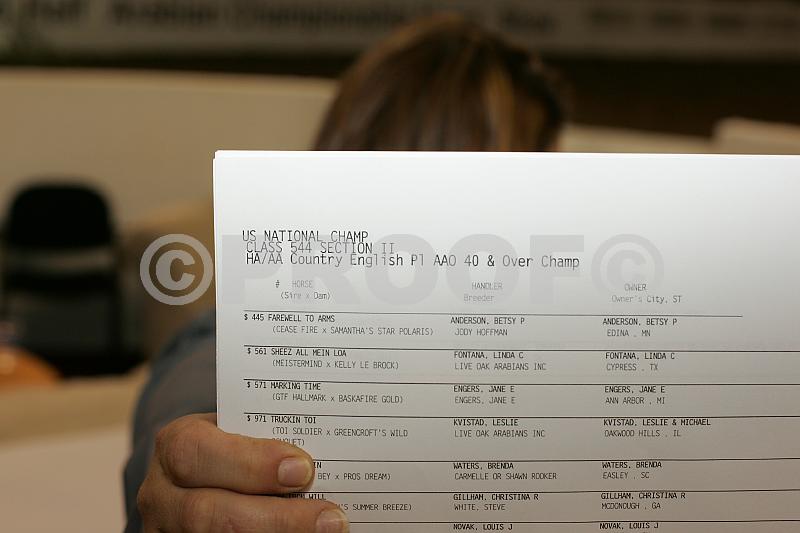 US NATIONAL CHAMP
CLASS 544 SECTION II
HA/AA Country English Pl AAO 40 & Over Champ
# HORSE HANDLER OWNER
(Sire x Dam) Breeder Owner's City, ST
$ 445 FAREWELL TO ARMS ANDERSON, BETSY P ANDERSON, BETSY P
(CEASE FIRE x SAMANTHA'S STAR POLARIS) JODY HOFFMAN EDINA , MN
$ 561 SHEEZ ALL MEIN LOA FONTANA, LINDA C FONTANA, LINDA C
(MEISTERMIND x KELLY LE BROCK) LIVE OAK ARABIANS INC CYPRESS , TX
$ 571 MARKING TIME ENGERS, JANE E ENGERS, JANE E
(GTF HALLMARK x BASKAFIRE GOLD) ENGERS, JANE E ANN ARBOR , MI
$ 971 TRUCKIN TOI KVISTAD, LESLIE KVISTAD, LESLIE & MICHAEL
(TOI SOLDIER x GREENCROFT'S WILD LIVE OAK ARABIANS INC OAKWOOD HILLS , IL
QUET)
IN WATERS, BRENDA WATERS, BRENDA
BEY x PROS DREAM) CARMELLE OR SHAWN ROOKER EASLEY , SC
WILL GILLHAM, CHRISTINA R GILLHAM, CHRISTINA R
'S SUMMER BREEZE) WHITE, STEVE MCDONOUGH , GA
NOVAK, LOUIS J NOVAK, LOUIS J
© PROOF ©